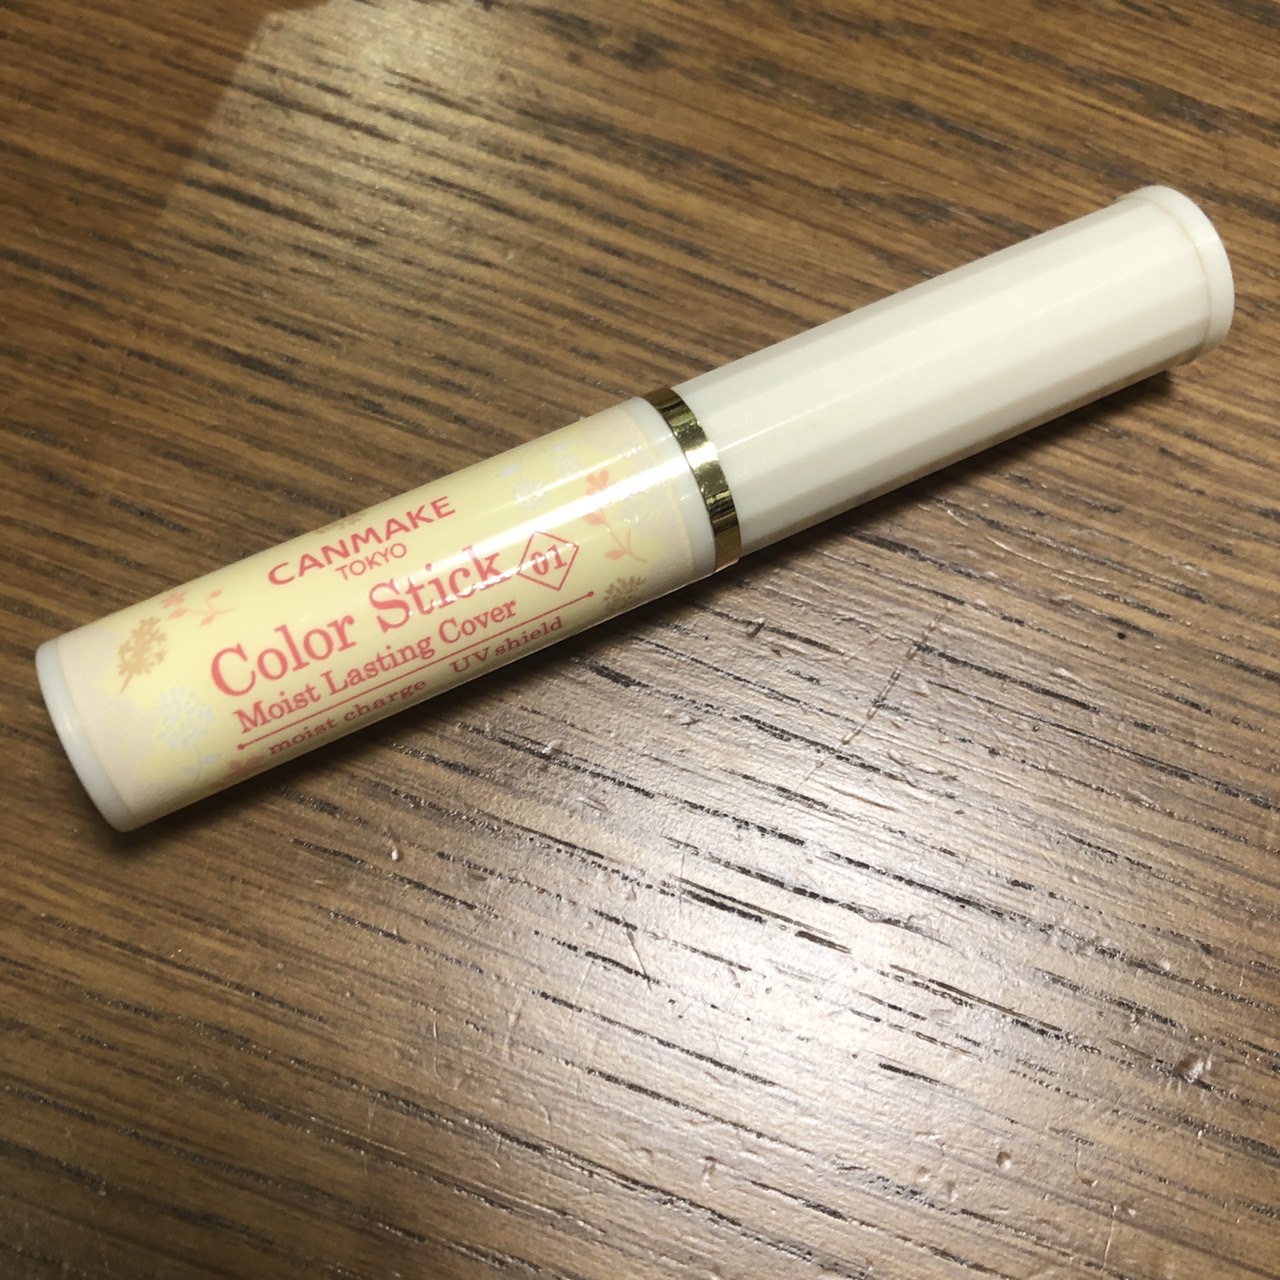 CANMAKE
TOKYO
Color Stick 01
Moist Lasting Cover
moist charge UV shield